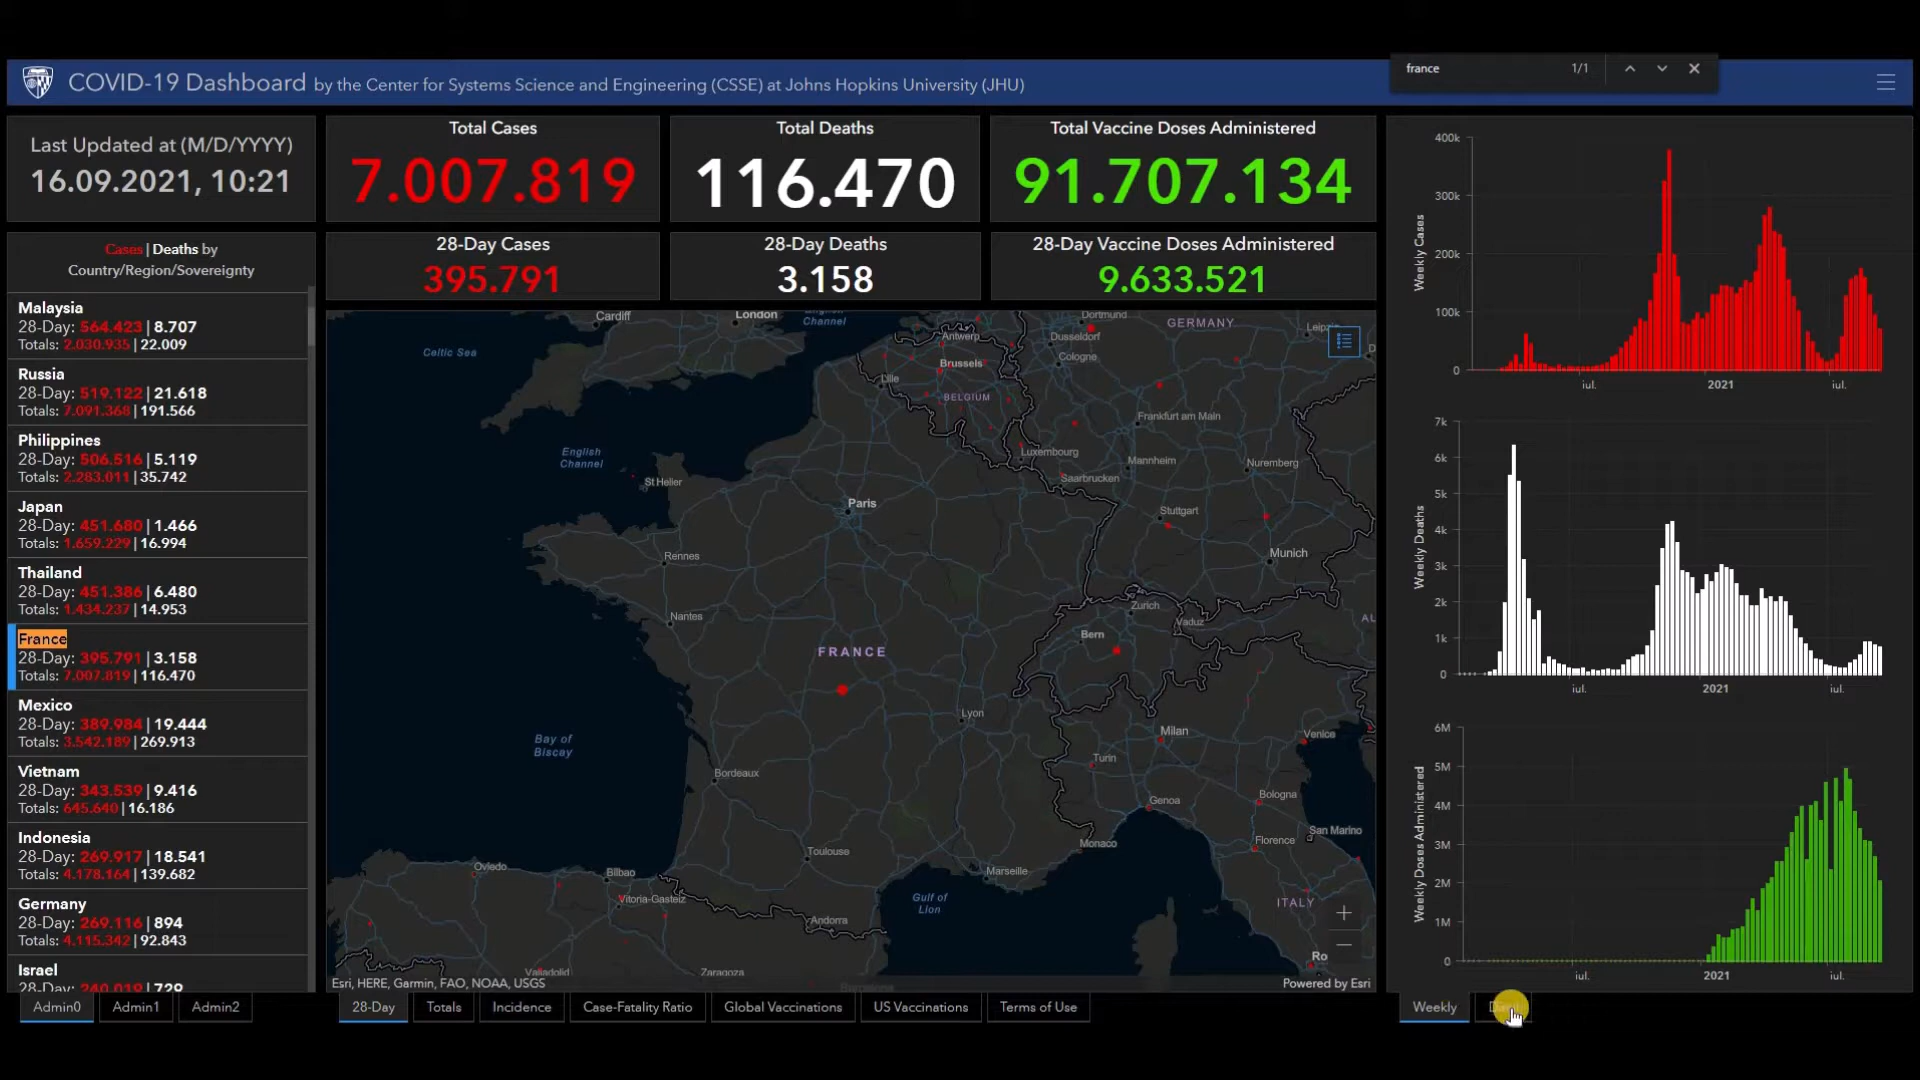 france 1/1
COVID-19 Dashboard by the Center for Systems Science and Engineering (CSSE) at Johns Hopkins University (JHU)
Last Updated at (M/D/YYYY)
16.09.2021, 10:21
Total Cases
7.007.819
Total Deaths
116.470
Total Vaccine Doses Administered
91.707.134
28-Day Cases
395.791
28-Day Deaths
3.158
28-Day Vaccine Doses Administered
9.633.521
Cases | Deaths by
Country/Region/Sovereignty
Malaysia
28-Day: 564.423 | 8.707
Totals: 2.030.935 | 22.009
Russia
28-Day: 519.122 | 21.618
Totals: 7.091.368 | 191.566
Philippines
28-Day: 506.516 | 5.119
Totals: 2.283.011 | 35.742
Japan
28-Day: 451.680 | 1.466
Totals: 1.659.229 | 16.994
Thailand
28-Day: 451.386 | 6.480
Totals: 1.434.237 | 14.953
France
28-Day: 395.791 | 3.158
Totals: 7.007.819 | 116.470
Mexico
28-Day: 389.984 | 19.444
Totals: 3.542.189 | 269.913
Vietnam
28-Day: 343.539 | 9.416
Totals: 645.640 | 16.186
Indonesia
28-Day: 269.917 | 18.541
Totals: 4.178.164 | 139.682
Germany
28-Day: 269.116 | 894
Totals: 4.115.342 | 92.843
Israel
28-Day: 240.019 | 729
Cardiff
London
English
Channel
Dortmund
GERMANY
Leipz
Celtic Sea
Antwerp
Dusseldorf
Brussels
Cologne
Lille
BELGIUM
Frankfurt am Main
English
Channel
Luxembourg
Mannheim
Nuremberg
St Helier
Saarbrucken
Paris
Stuttgart
Rennes
Munich
Nantes
Zurich
Vaduz
AU
Bern
FRANCE
Lyon
Milan
Venice
Bay of
Biscay
Turin
Bordeaux
Genoa
Bologna
San Marino
Florence
Monaco
Toulouse
Oviedo
Bilbao
Marseille
Vitoria-Gasteiz
Gulf of
Lion
ITALY
Andorra
Ro
Valladolid
Zaragoza
Barcelona
Esri, HERE, Garmin, FAO, NOAA, USGS
Powered by Esri
Weekly Cases
400k
300k
200k
100k
0
iul.
2021
iul.
Weekly Deaths
7k
6k
5k
4k
3k
2k
1k
0
iul.
2021
iul.
Weekly Doses Administered
6M
5M
4M
3M
2M
1M
0
iul.
2021
iul.
Admin0
Admin1
Admin2
28-Day
Totals
Incidence
Case-Fatality Ratio
Global Vaccinations
US Vaccinations
Terms of Use
Weekly